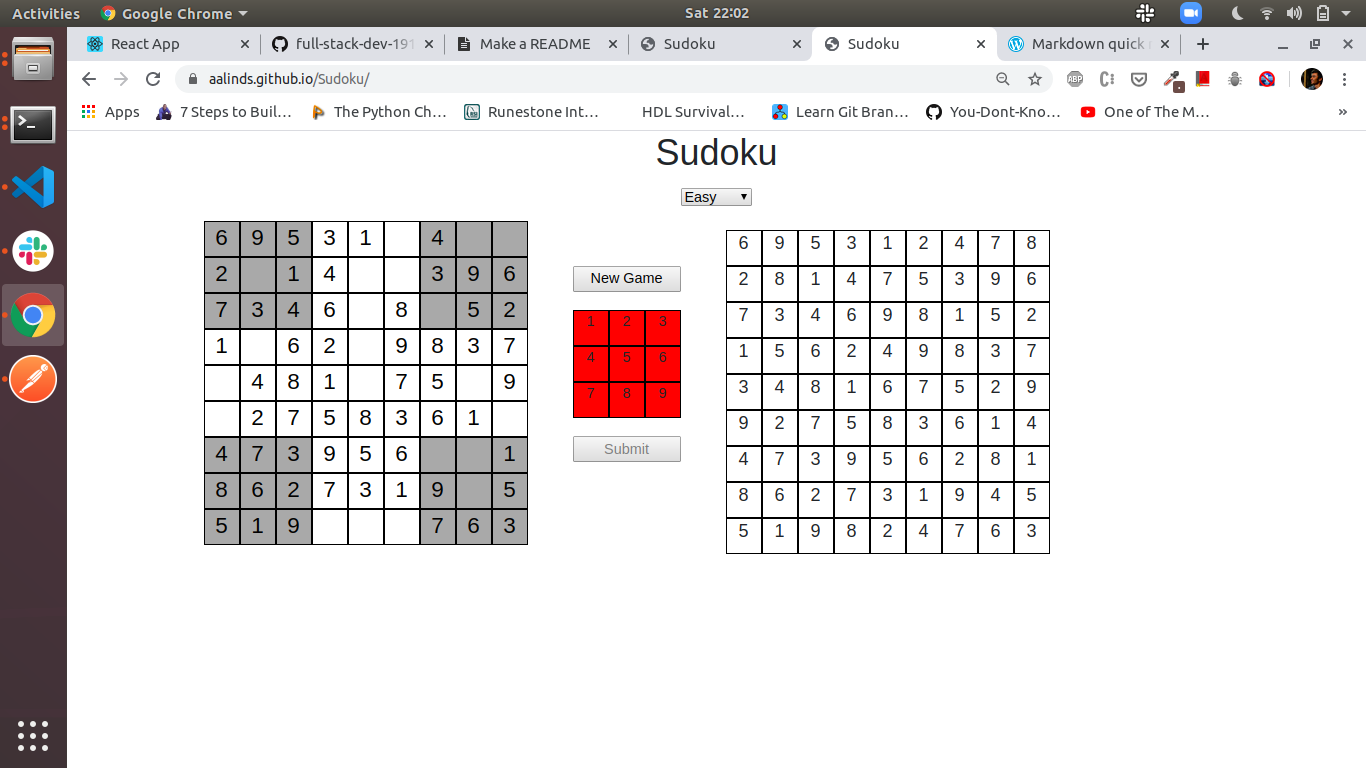 Activities Google Chrome Sat 22:02
React App full-stack-dev-191 Make a README Sudoku Sudoku Markdown quick
aalinds.github.io/Sudoku/ ABP
Apps 7 Steps to Buil… The Python Ch… Runestone Int… HDL Survival… Learn Git Bran… You-Dont-Kno… One of The M… »
Sudoku
Easy
6 9 5 3 1 4
2 1 4 3 9 6
7 3 4 6 8 5 2
1 6 2 9 8 3 7
4 8 1 7 5 9
2 7 5 8 3 6 1
4 7 3 9 5 6 1
8 6 2 7 3 1 9 5
5 1 9 7 6 3
New Game
1 2 3
4 5 6
7 8 9
Submit
6 9 5 3 1 2 4 7 8
2 8 1 4 7 5 3 9 6
7 3 4 6 9 8 1 5 2
1 5 6 2 4 9 8 3 7
3 4 8 1 6 7 5 2 9
9 2 7 5 8 3 6 1 4
4 7 3 9 5 6 2 8 1
8 6 2 7 3 1 9 4 5
5 1 9 8 2 4 7 6 3